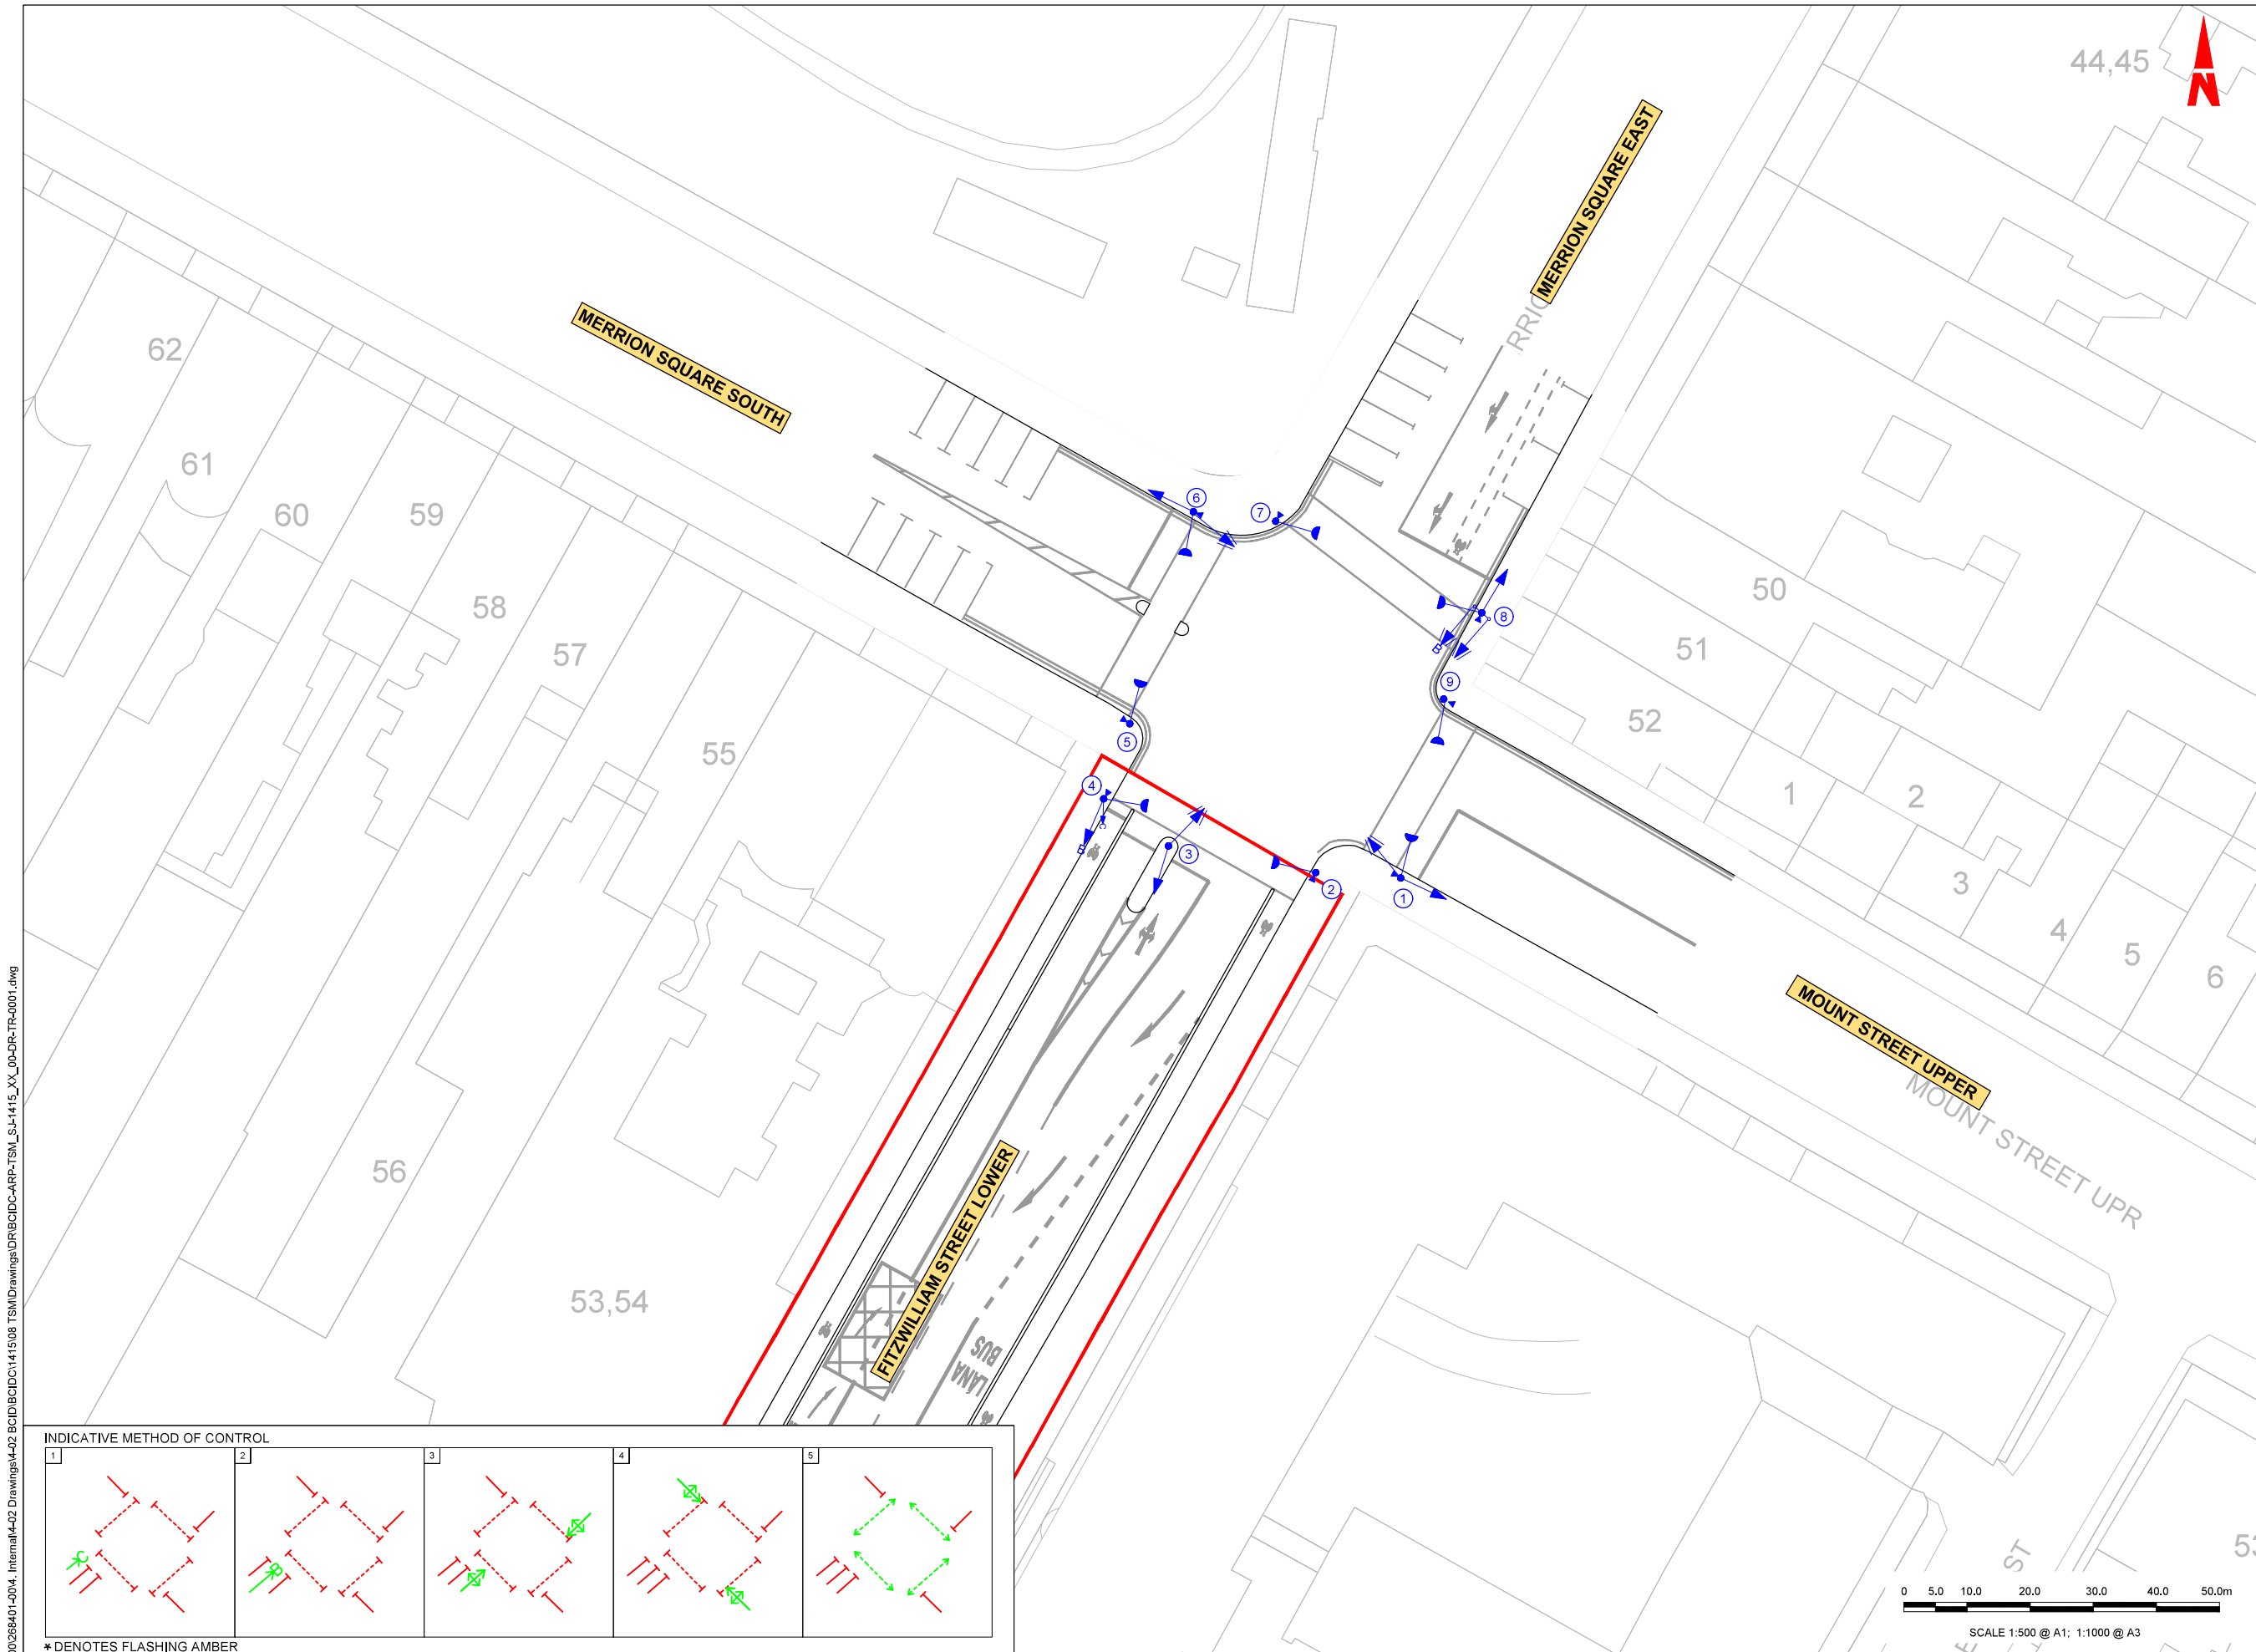 44,45
N
MERRION SQUARE EAST
RRIO
MERRION SQUARE SOUTH
62
61
60
59
58
57
55
56
53,54
50
51
52
1
2
3
4
5
6
6
7
8
B
9
5
4
C
B
3
2
1
MOUNT STREET UPPER
MOUNT STREET UPR
FITZWILLIAM STREET LOWER
BUS
LÁNA
ST
53
INDICATIVE METHOD OF CONTROL
1
2
3
4
5
C
B
* DENOTES FLASHING AMBER
0 5.0 10.0 20.0 30.0 40.0 50.0m
SCALE 1:500 @ A1; 1:1000 @ A3